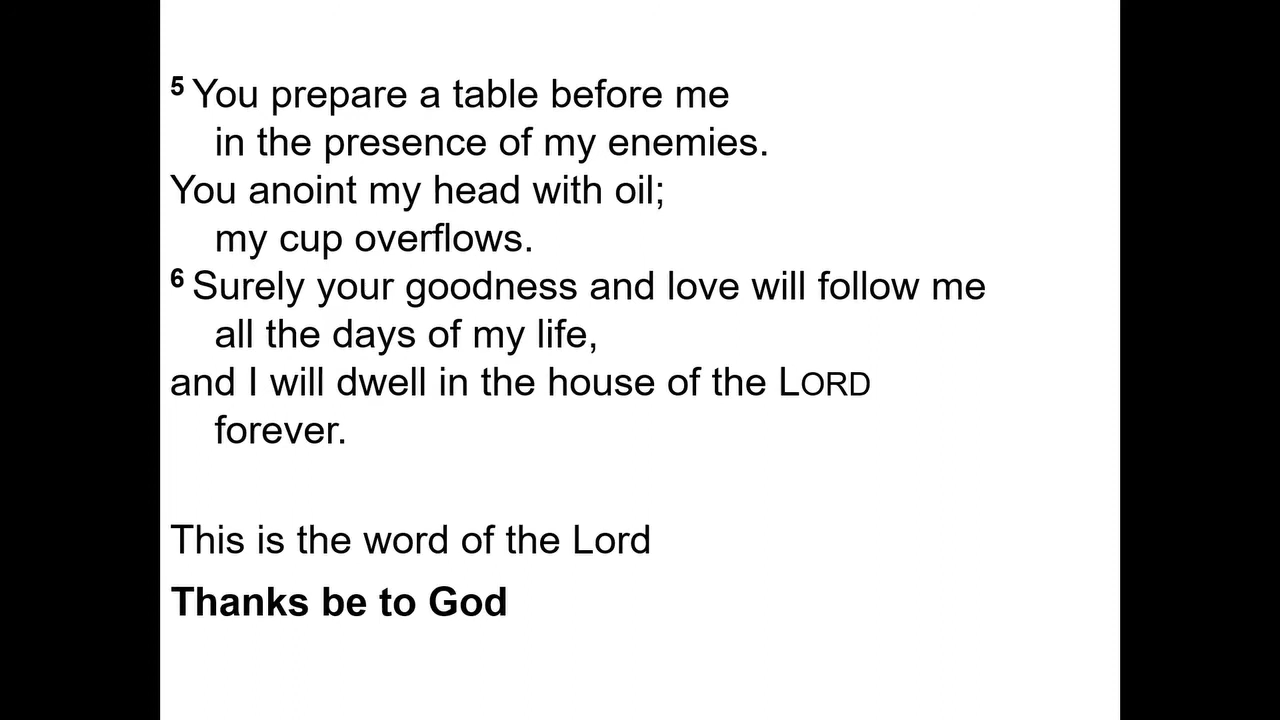 5 You prepare a table before me
in the presence of my enemies.
You anoint my head with oil;
my cup overflows.
6 Surely your goodness and love will follow me
all the days of my life,
and I will dwell in the house of the LORD
forever.
This is the word of the Lord
Thanks be to God